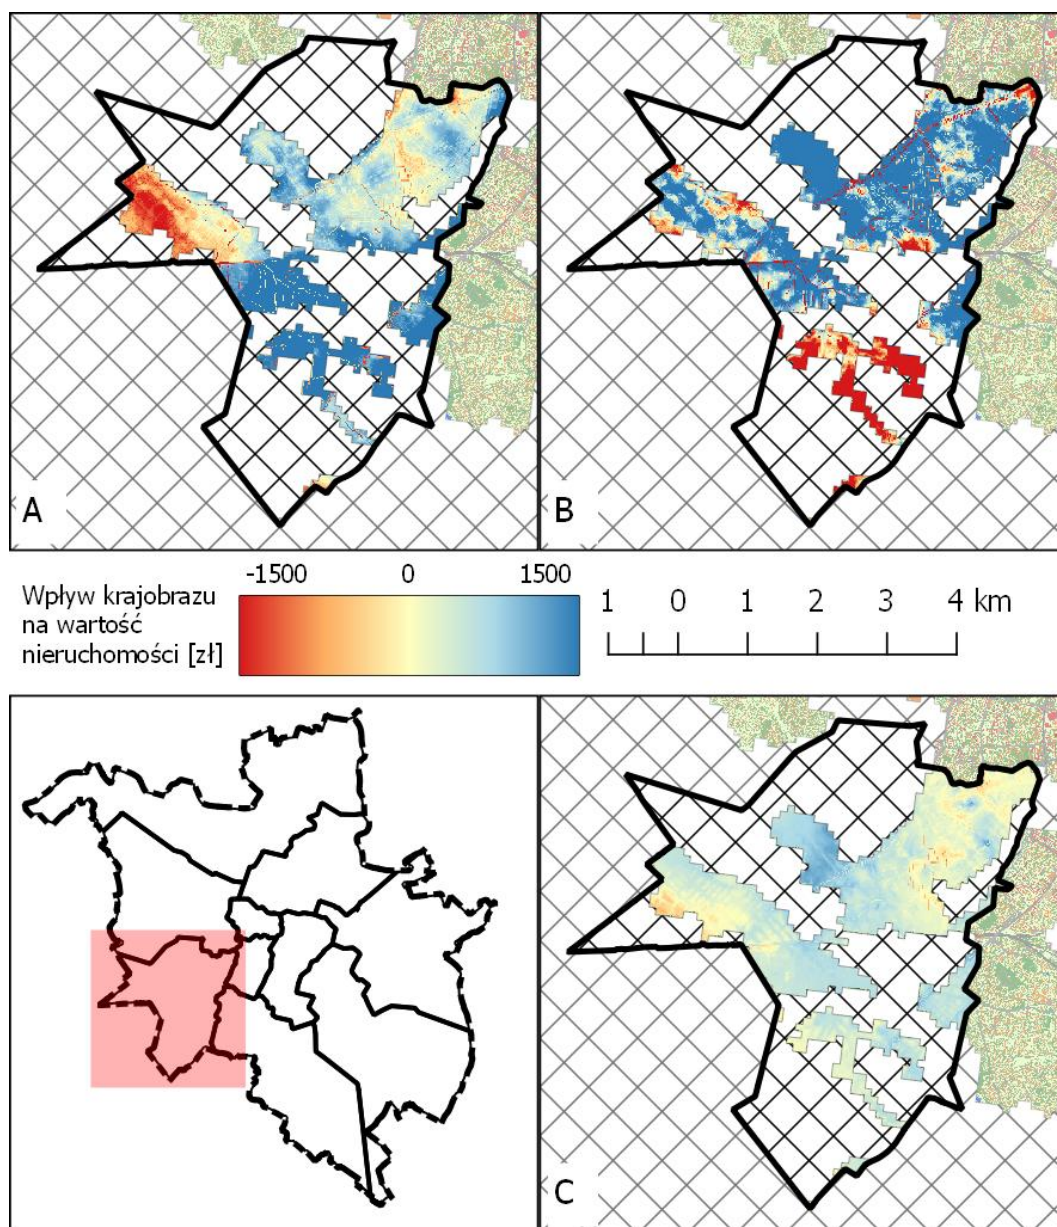 A
B
-1500 0 1500
Wpływ krajobrazu
na wartość
nieruchomości [zł]
1 0 1 2 3 4 km
C